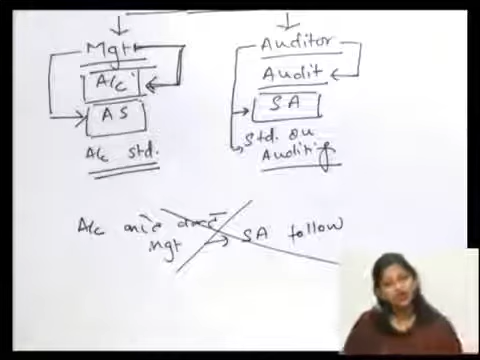 Mgt
A/c
AS
A/c std.
Auditor
Audit
SA
Std. on
Auditing
A/c
mgt → SA follow